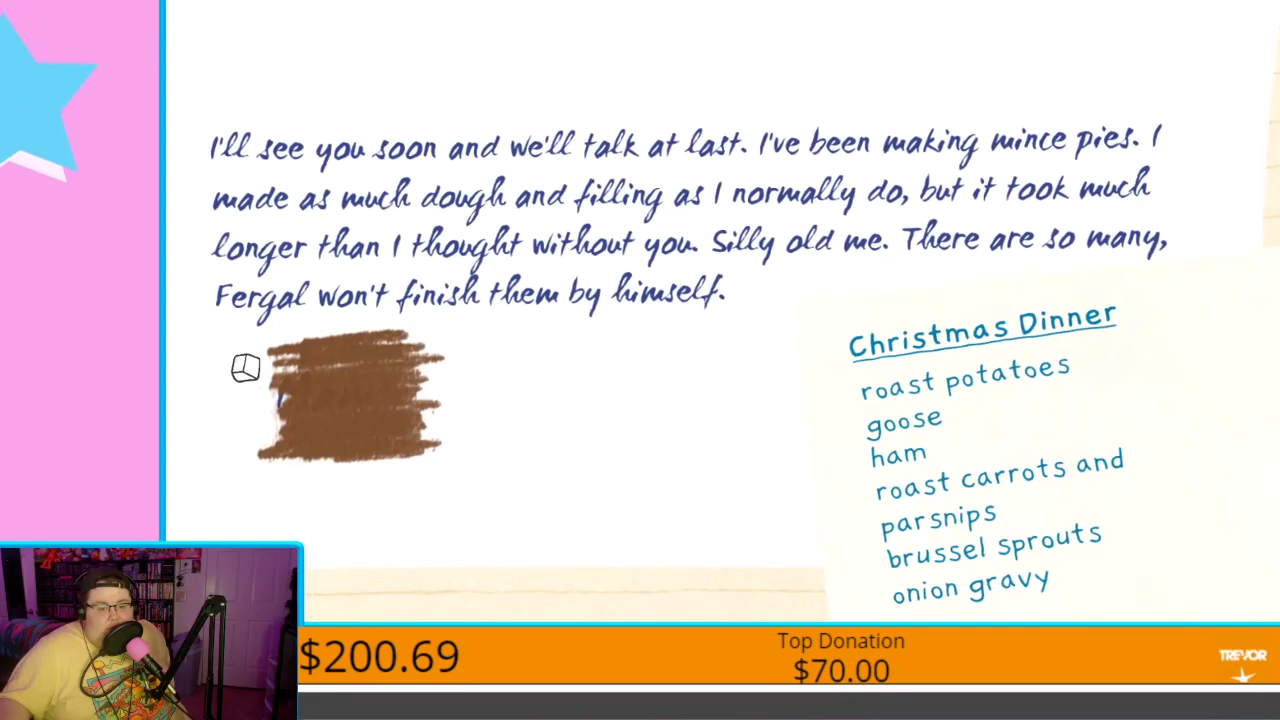 I'll see you soon and we'll talk at last. I've been making mince pies. I
made as much dough and filling as I normally do, but it took much
longer than I thought without you. Silly old me. There are so many,
Fergal won't finish them by himself.
Christmas Dinner
roast potatoes
goose
ham
roast carrots and
parsnips
brussel sprouts
onion gravy
$200.69
Top Donation
$70.00
TREVOR